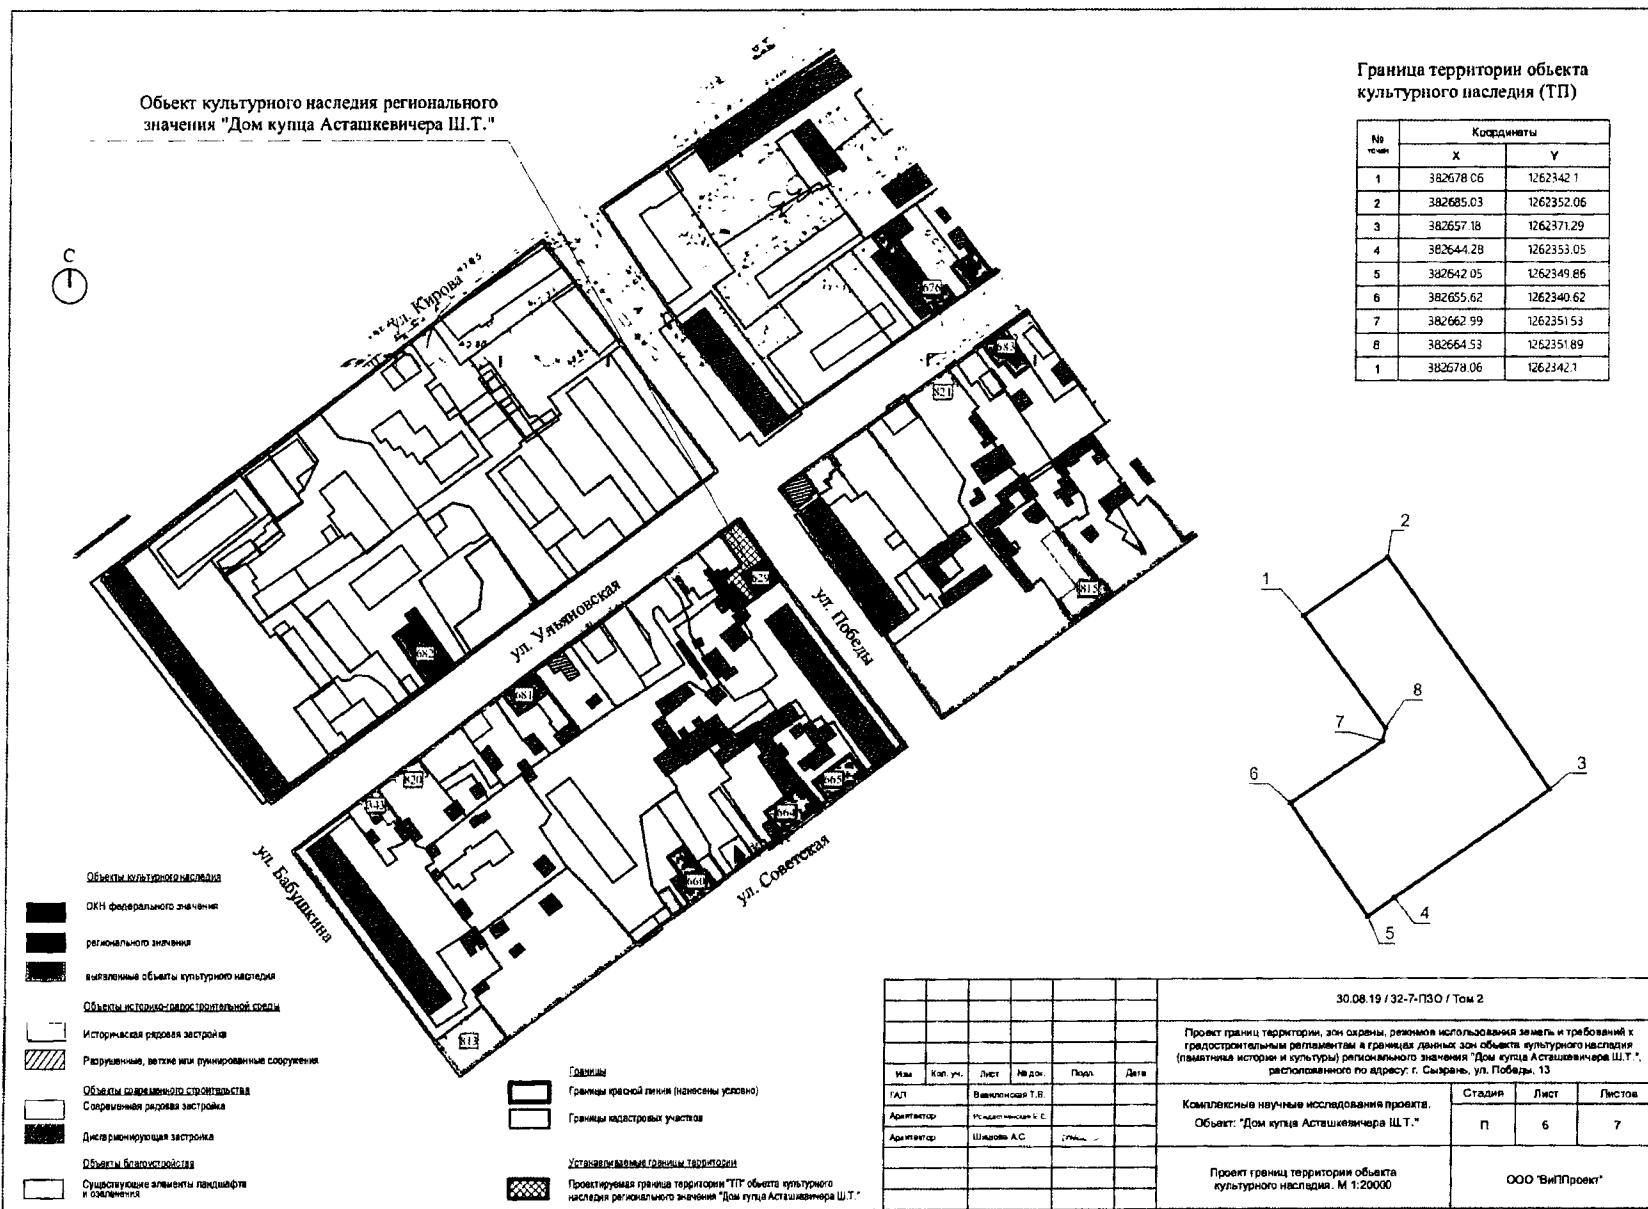 Объект культурного наследия регионального
значения "Дом купца Асташкевичера Ш.Т."
Граница территории объекта
культурного наследия (ТП)
№ точки
Координаты
X Y
1 382678.06 1262342.1
2 382685.03 1262352.06
3 382657.18 1262371.29
4 382644.28 1262353.05
5 382642.05 1262349.86
6 382655.62 1262340.62
7 382662.99 1262351.53
8 382664.53 1262351.89
1 382678.06 1262342.1
С
ул. Кирова
ул. Ульяновская
ул. Победы
ул. Советская
ул. Бабушкина
676
683
821
815
629
682
681
820
343
665
664
660
813
1
2
3
4
5
6
7
8
Объекты культурного наследия
ОКН федерального значения
регионального значения
выявленные объекты культурного наследия
Объекты историко-градостроительной среды
Историческая рядовая застройка
Разрушенные, ветхие или руинированные сооружения
Объекты современного строительства
Современная рядовая застройка
Дисгармонирующая застройка
Объекты благоустройства
Существующие элементы ландшафта
и озеленения
Границы
Границы красной линии (нанесены условно)
Границы кадастровых участков
Устанавливаемые границы территории
Проектируемая граница территории "ТП" объекта культурного
наследия регионального значения "Дом купца Асташкевичера Ш.Т."
30.08.19 / 32-7-ПЗО / Том 2
Проект границ территории, зон охраны, режимов использования земель и требований к
градостроительным регламентам в границах данных зон объекта культурного наследия
(памятника истории и культуры) регионального значения "Дом купца Асташкевичера Ш.Т.",
расположенного по адресу: г. Сызрань, ул. Победы, 13
Изм Кол. уч. Лист № док. Подп. Дата
ГАП Вавилонская Т.В.
Архитектор
Архитектор Шишова А.С.
Комплексные научные исследования проекта.
Объект: "Дом купца Асташкевичера Ш.Т."
Стадия Лист Листов
П 6 7
Проект границ территории объекта
культурного наследия. М 1:20000
ООО "ВиППроект"